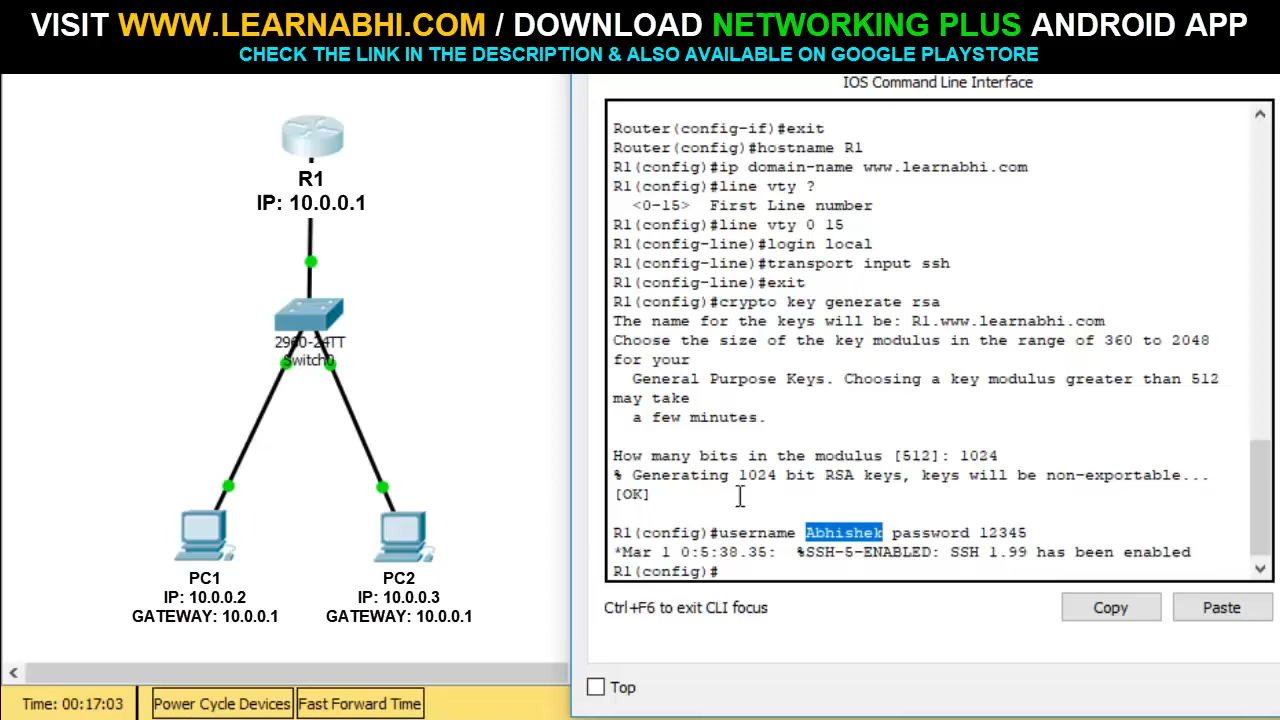 VISIT WWW.LEARNABHI.COM / DOWNLOAD NETWORKING PLUS ANDROID APP
CHECK THE LINK IN THE DESCRIPTION & ALSO AVAILABLE ON GOOGLE PLAYSTORE
R1
IP: 10.0.0.1
2960-24TT
Switch0
PC1
IP: 10.0.0.2
GATEWAY: 10.0.0.1
PC2
IP: 10.0.0.3
GATEWAY: 10.0.0.1
Time: 00:17:03
Power Cycle Devices
Fast Forward Time
IOS Command Line Interface
Router(config-if)#exit
Router(config)#hostname R1
R1(config)#ip domain-name www.learnabhi.com
R1(config)#line vty ?
<0-15> First Line number
R1(config)#line vty 0 15
R1(config-line)#login local
R1(config-line)#transport input ssh
R1(config-line)#exit
R1(config)#crypto key generate rsa
The name for the keys will be: R1.www.learnabhi.com
Choose the size of the key modulus in the range of 360 to 2048
for your
General Purpose Keys. Choosing a key modulus greater than 512
may take
a few minutes.
How many bits in the modulus [512]: 1024
% Generating 1024 bit RSA keys, keys will be non-exportable...
[OK]
R1(config)#username Abhishek password 12345
*Mar 1 0:5:38.35: %SSH-5-ENABLED: SSH 1.99 has been enabled
R1(config)#
Ctrl+F6 to exit CLI focus
Copy
Paste
Top